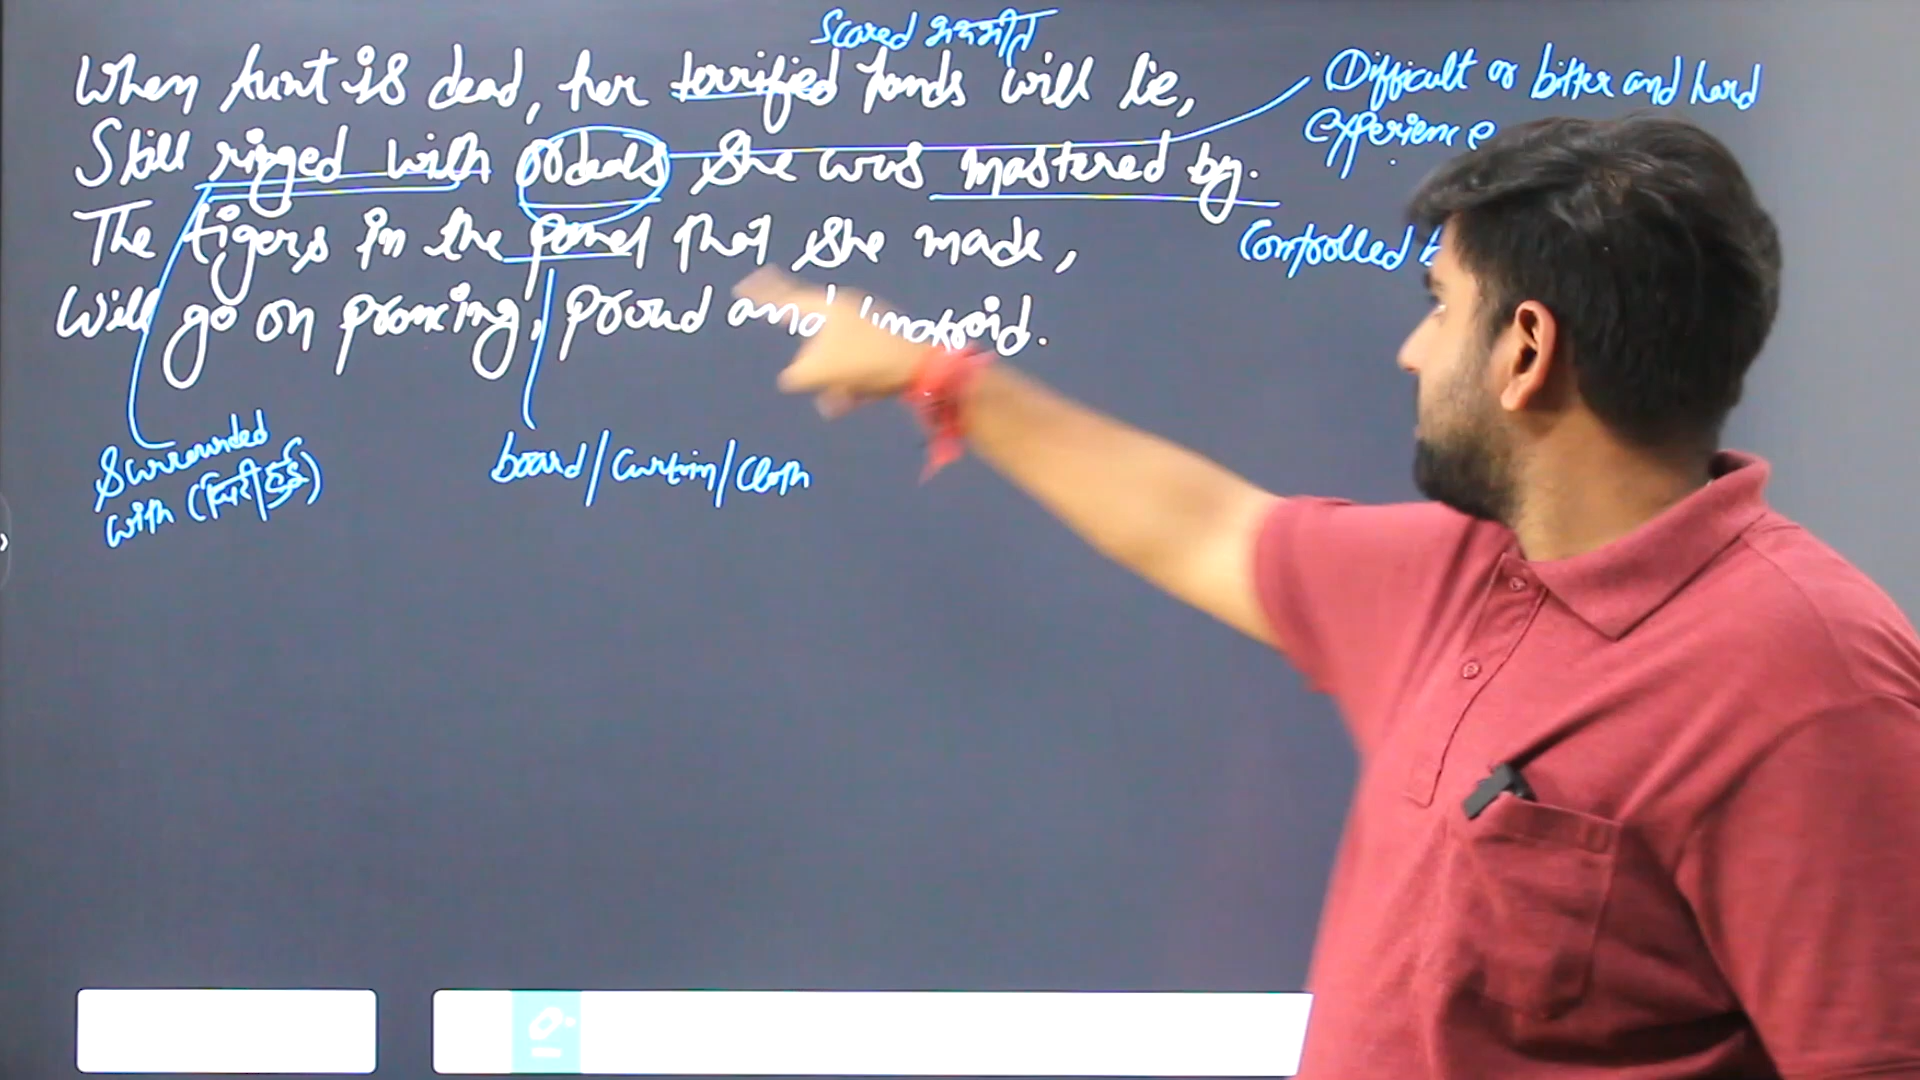 Scared भयभीत
When Aunt is dead, her terrified hands will lie,
Still ringed with ordeals she was mastered by.
The tigers in the panel that she made,
Will go on prancing, proud and unafraid.
Difficult or bitter and hard
experience
Controlled b
Surrounded
with (घिरी हुई)
board/curtain/cloth